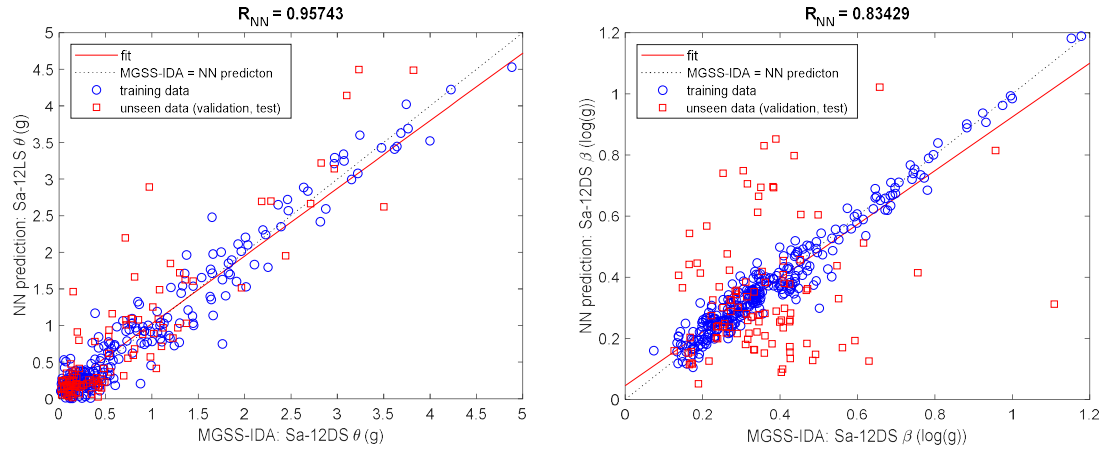 R_NN = 0.95743
NN prediction: Sa-12LS θ (g)
5
4.5
4
3.5
3
2.5
2
1.5
1
0.5
0
fit
MGSS-IDA = NN predicton
training data
unseen data (validation, test)
0 0.5 1 1.5 2 2.5 3 3.5 4 4.5 5
MGSS-IDA: Sa-12DS θ (g)
R_NN = 0.83429
NN prediction: Sa-12DS β (log(g))
1.2
1
0.8
0.6
0.4
0.2
0
fit
MGSS-IDA = NN predicton
training data
unseen data (validation, test)
0 0.2 0.4 0.6 0.8 1 1.2
MGSS-IDA: Sa-12DS β (log(g))